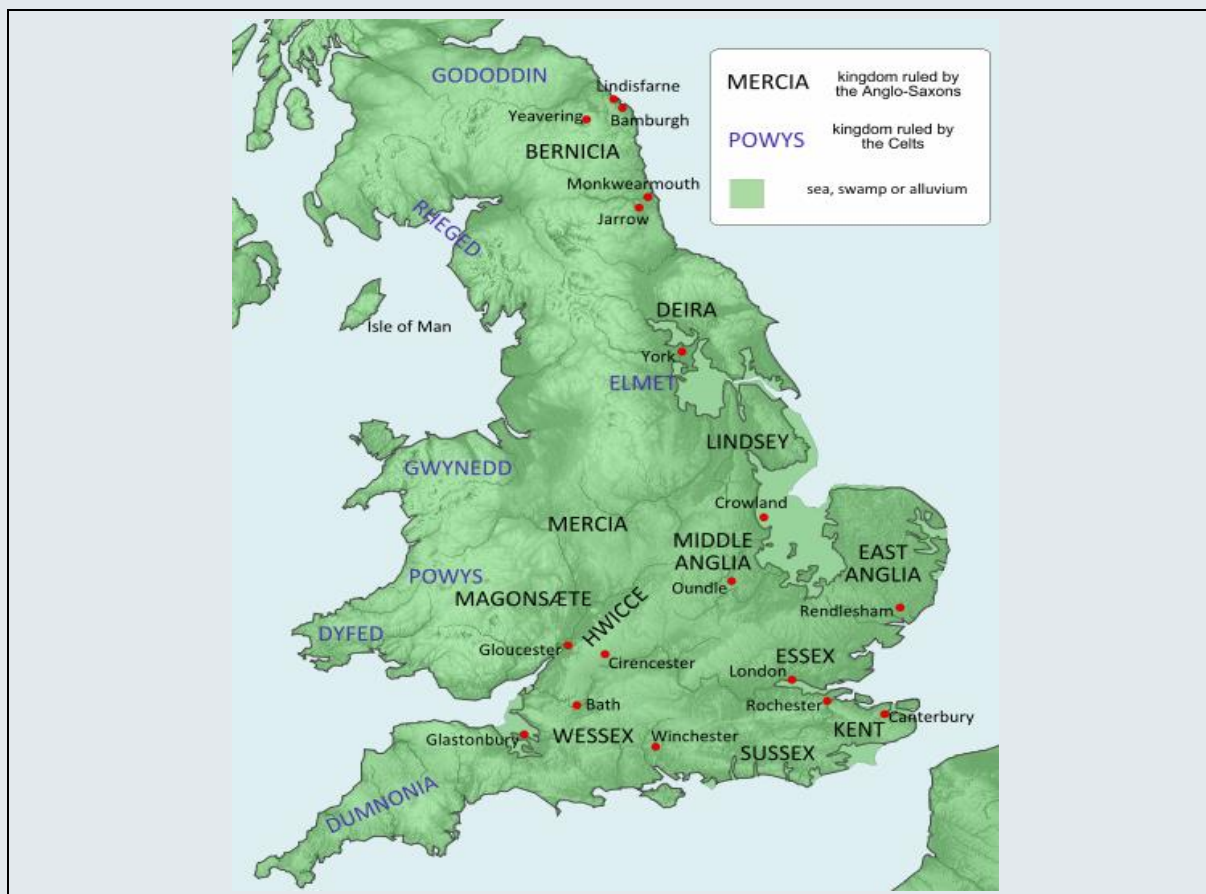 GODODDIN
Lindisfarne
Yeavering
Bamburgh
BERNICIA
Monkwearmouth
Jarrow
RHEGED
DEIRA
Isle of Man
York
ELMET
LINDSEY
GWYNEDD
Crowland
MERCIA
MIDDLE
ANGLIA
EAST
ANGLIA
POWYS
Oundle
MAGONSÆTE
HWICCE
Rendlesham
DYFED
Gloucester
Cirencester
ESSEX
London
Bath
Rochester
Canterbury
KENT
Glastonbury
WESSEX
Winchester
SUSSEX
DUMNONIA
MERCIA
kingdom ruled by
the Anglo-Saxons
POWYS
kingdom ruled by
the Celts
sea, swamp or alluvium